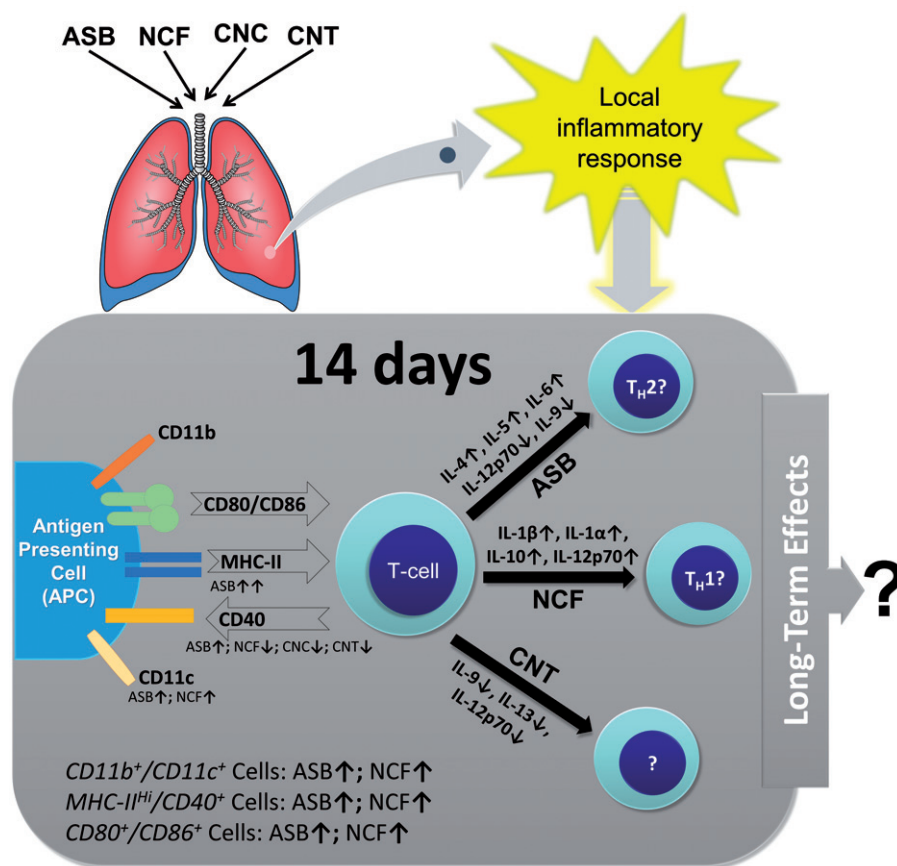 ASB NCF CNC CNT
Local
inflammatory
response
14 days
CD11b
CD80/CD86
Antigen
Presenting
Cell
(APC)
MHC-II
ASB↑↑
CD40
ASB↑; NCF↓; CNC↓; CNT↓
CD11c
ASB↑; NCF↑
T-cell
IL-4↑, IL-5↑, IL-6↑
IL-12p70↓, IL-9↓
ASB
TH2?
IL-1β↑, IL-1α↑,
IL-10↑, IL-12p70↑
NCF
TH1?
CNT
IL-9↓, IL-13↓,
IL-12p70↓
?
CD11b⁺/CD11c⁺ Cells: ASB↑; NCF↑
MHC-IIᴴⁱ/CD40⁺ Cells: ASB↑; NCF↑
CD80⁺/CD86⁺ Cells: ASB↑; NCF↑
Long-Term Effects
?